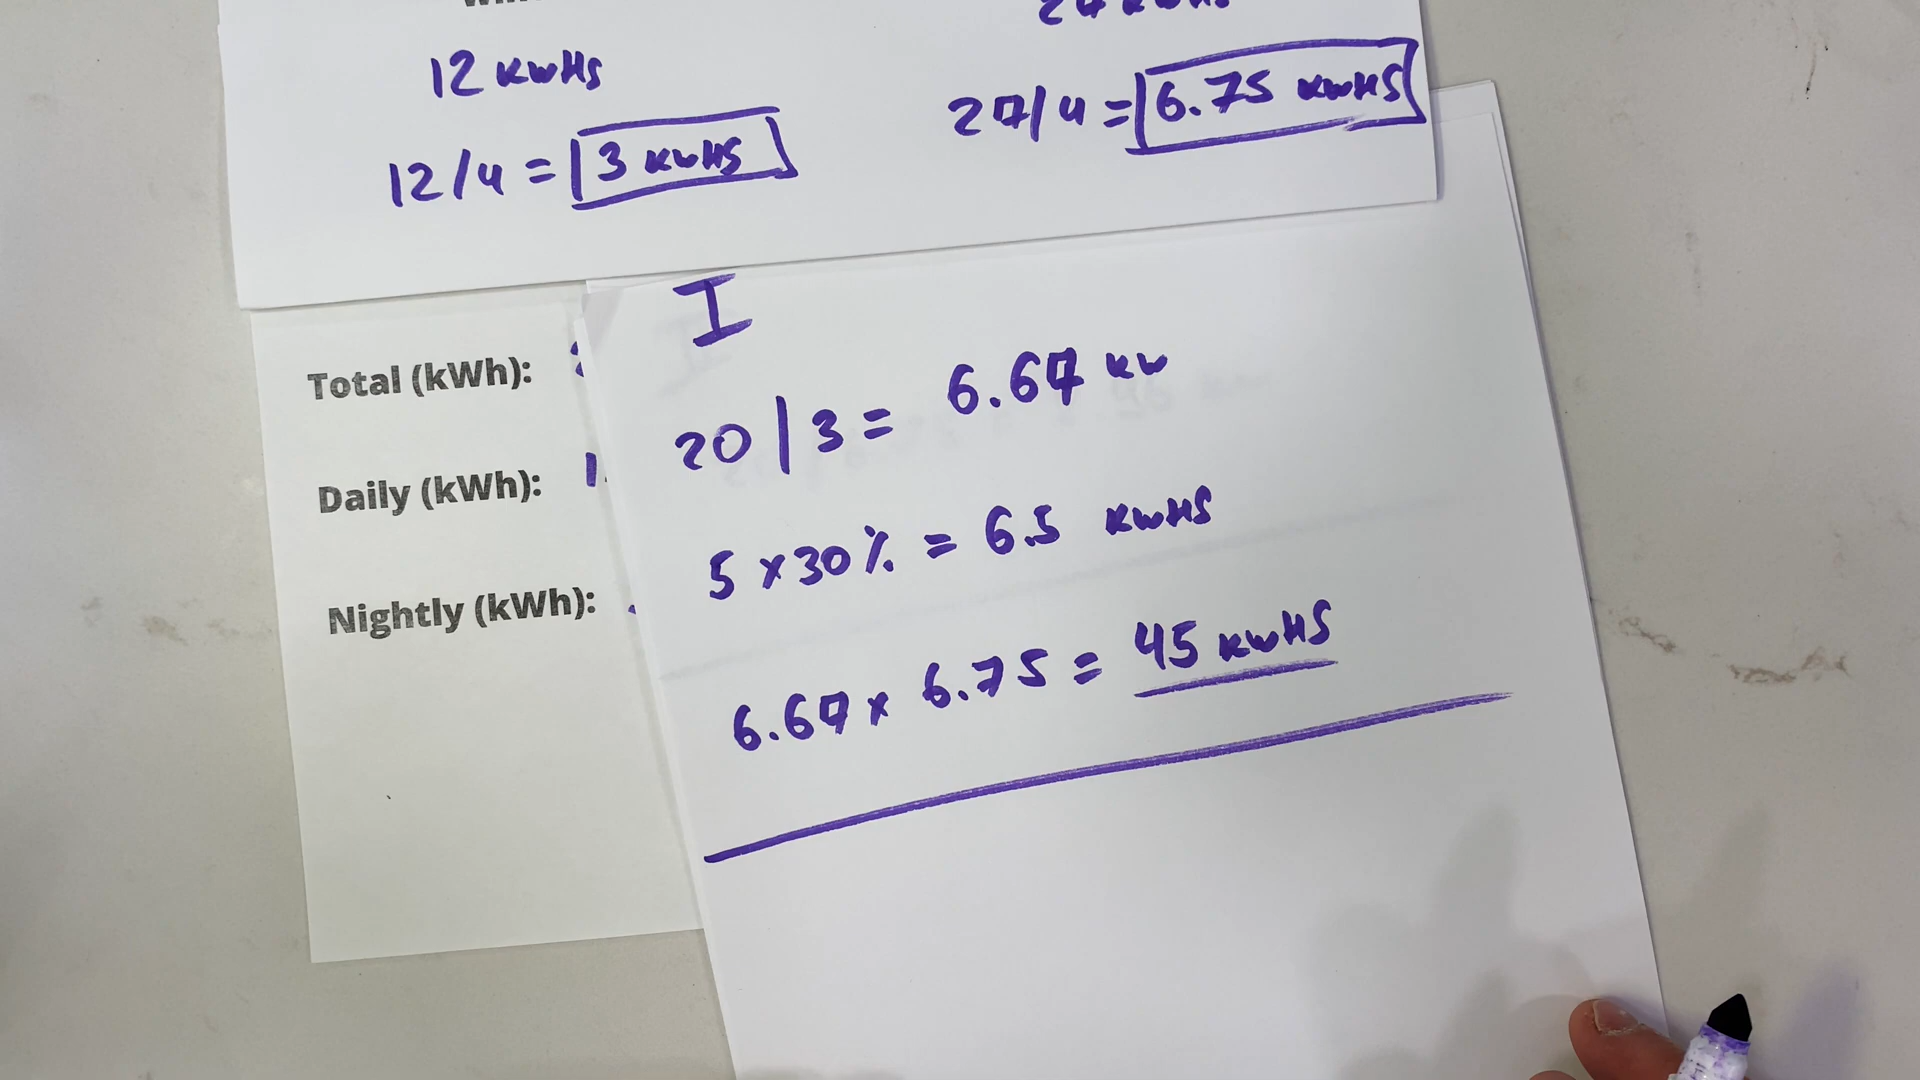 12 KWHS
12/4 = 3 KWHS
27/4 = 6.75 KWHS
Total (kWh):
Daily (kWh):
Nightly (kWh):
I
20/3 = 6.67 KW
5 x 30% = 6.5 KWHS
6.67 x 6.75 = 45 KWHS